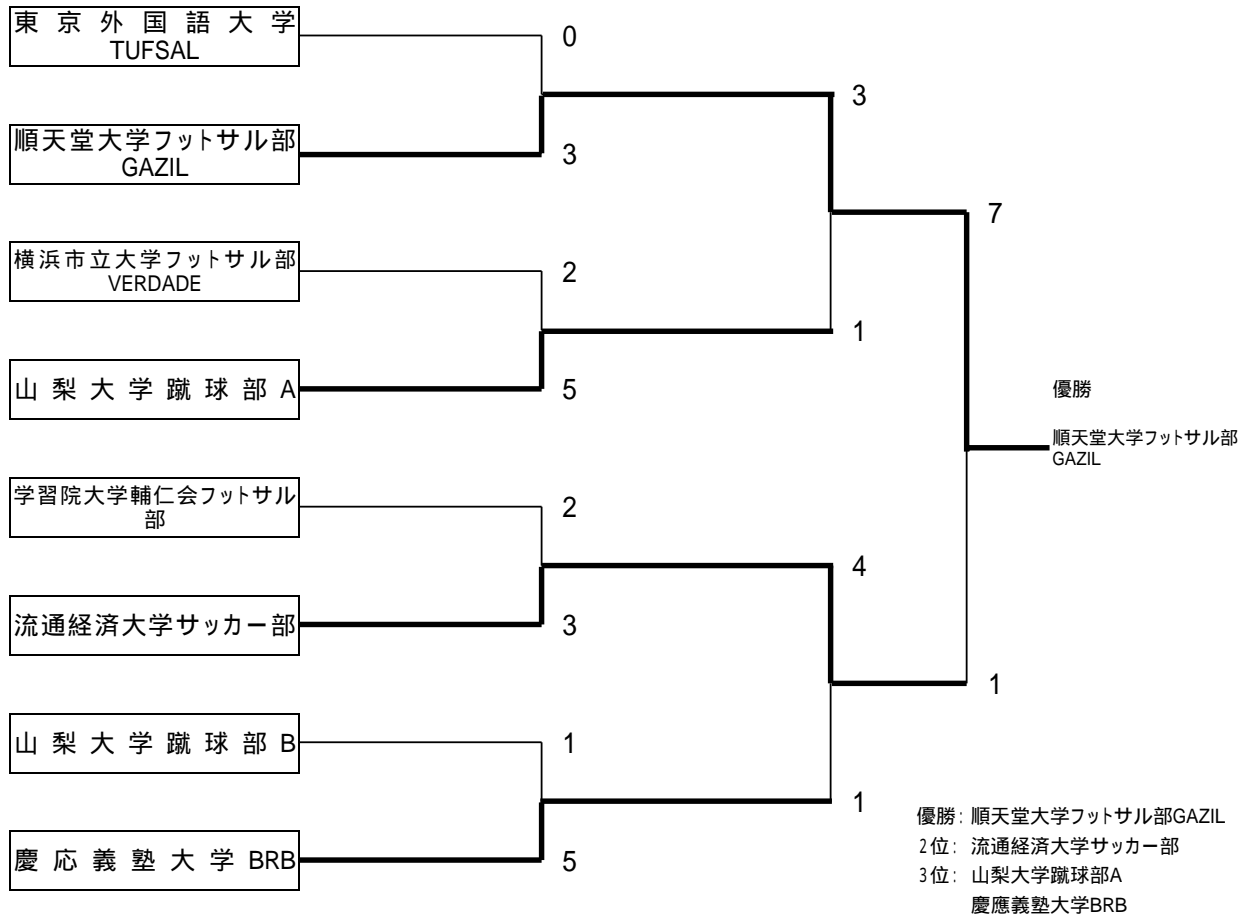 東京外国語大学
TUFSAL
0
3
順天堂大学フットサル部
GAZIL
3
7
横浜市立大学フットサル部
VERDADE
2
1
山梨大学蹴球部A
5
優勝
順天堂大学フットサル部
GAZIL
学習院大学輔仁会フットサル
部
2
4
流通経済大学サッカー部
3
1
山梨大学蹴球部B
1
1
慶応義塾大学BRB
5
優勝: 順天堂大学フットサル部GAZIL
2位: 流通経済大学サッカー部
3位: 山梨大学蹴球部A
慶應義塾大学BRB